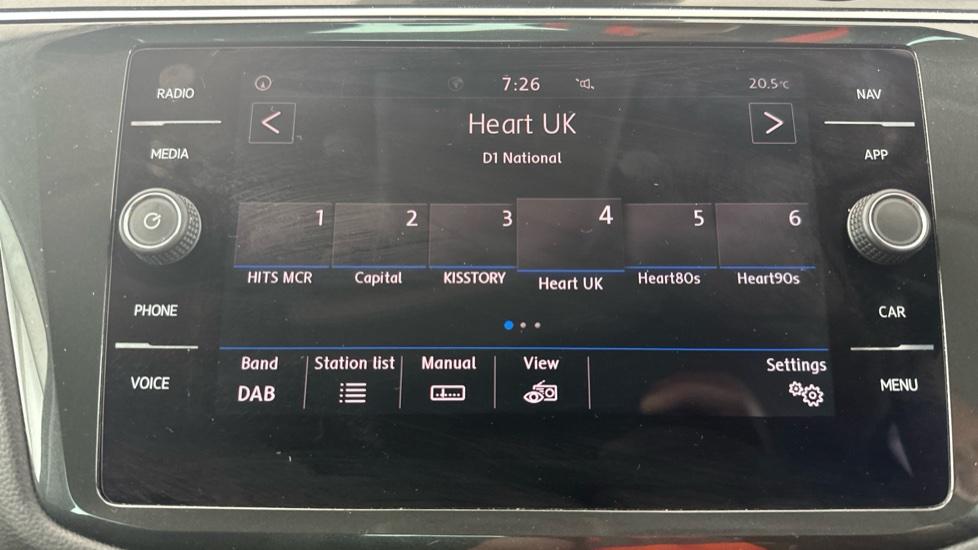 RADIO
MEDIA
PHONE
VOICE
7:26
20.5°C
<
Heart UK
>
D1 National
1 2 3 4 5 6
HITS MCR Capital KISSTORY Heart UK Heart80s Heart90s
Band Station list Manual View Settings
DAB
NAV
APP
CAR
MENU